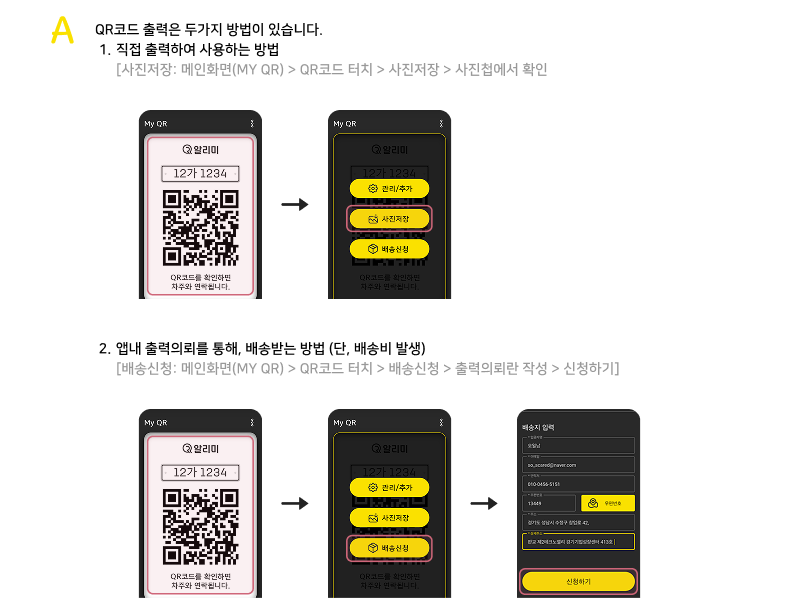 A
QR코드 출력은 두가지 방법이 있습니다.
1. 직접 출력하여 사용하는 방법
[사진저장: 메인화면(MY QR) > QR코드 터치 > 사진저장 > 사진첩에서 확인
My QR
알리미
12가 1234
QR코드를 확인하면
차주와 연락됩니다.
My QR
알리미
12가 1234
관리/추가
사진저장
배송신청
QR코드를 확인하면
차주와 연락됩니다.
2. 앱내 출력의뢰를 통해, 배송받는 방법 (단, 배송비 발생)
[배송신청: 메인화면(MY QR) > QR코드 터치 > 배송신청 > 출력의뢰란 작성 > 신청하기]
My QR
알리미
12가 1234
QR코드를 확인하면
차주와 연락됩니다.
My QR
알리미
12가 1234
관리/추가
사진저장
배송신청
QR코드를 확인하면
차주와 연락됩니다.
배송지 입력
so_scared@naver.com
010-0456-5151
13449
우편번호
경기도 성남시 수정구 창업로 42,
판교 제2테크노밸리 경기기업성장센터 413호
신청하기